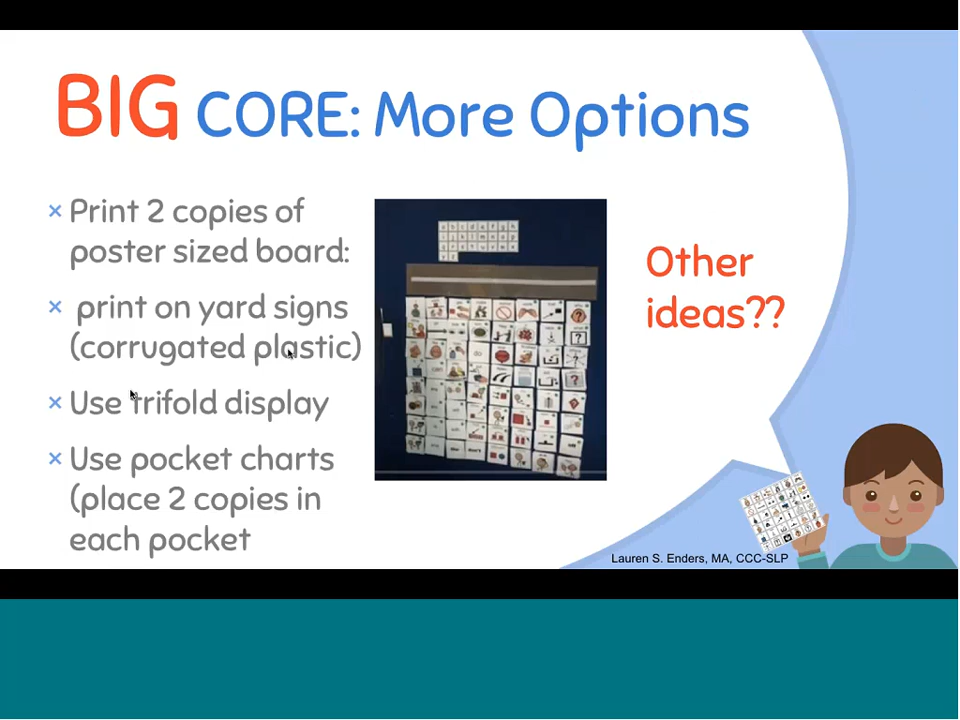 BIG CORE: More Options
× Print 2 copies of
poster sized board:
× print on yard signs
(corrugated plastic)
× Use trifold display
× Use pocket charts
(place 2 copies in
each pocket
Other
ideas??
Lauren S. Enders, MA, CCC-SLP